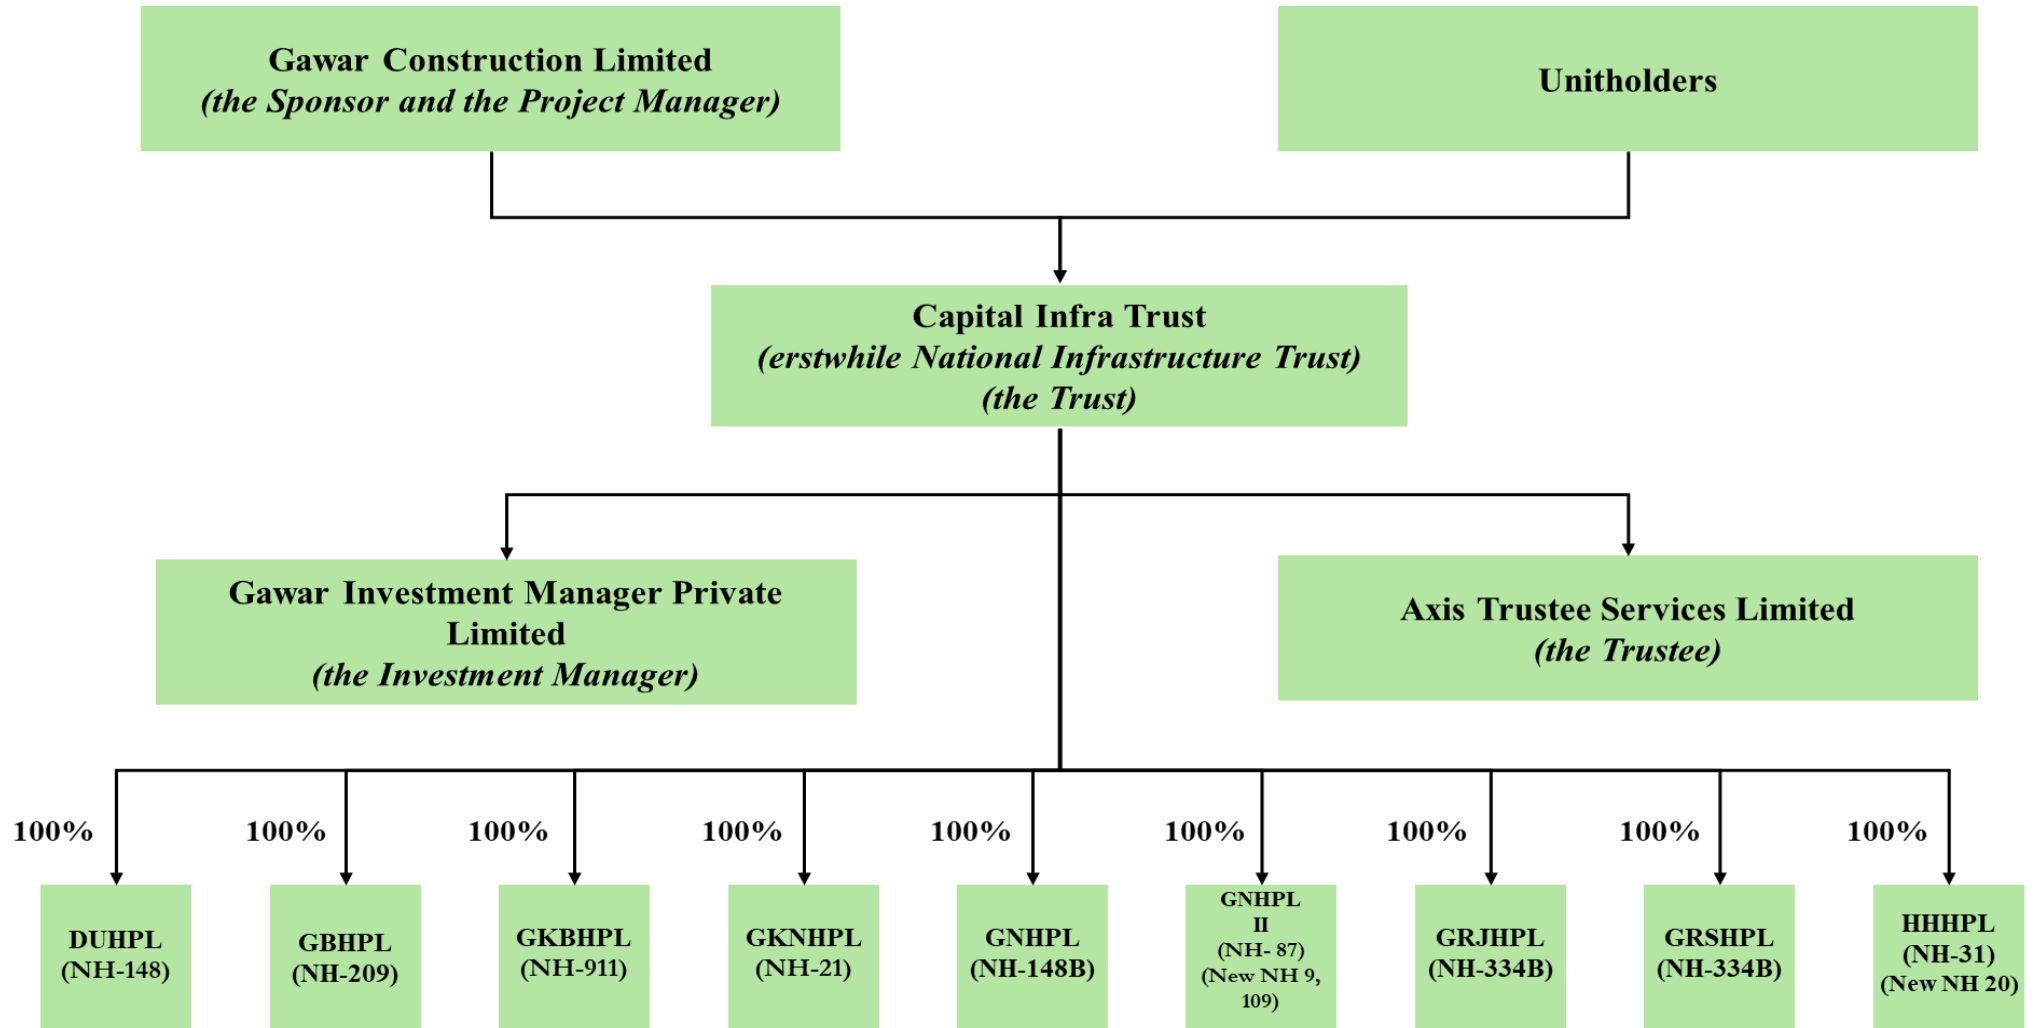 Gawar Construction Limited
(the Sponsor and the Project Manager)
Unitholders
Capital Infra Trust
(erstwhile National Infrastructure Trust)
(the Trust)
Gawar Investment Manager Private
Limited
(the Investment Manager)
Axis Trustee Services Limited
(the Trustee)
100%
100%
100%
100%
100%
100%
100%
100%
100%
DUHPL
(NH-148)
GBHPL
(NH-209)
GKBHPL
(NH-911)
GKNHPL
(NH-21)
GNHPL
(NH-148B)
GNHPL
II
(NH- 87)
(New NH 9,
109)
GRJHPL
(NH-334B)
GRSHPL
(NH-334B)
HHHPL
(NH-31)
(New NH 20)